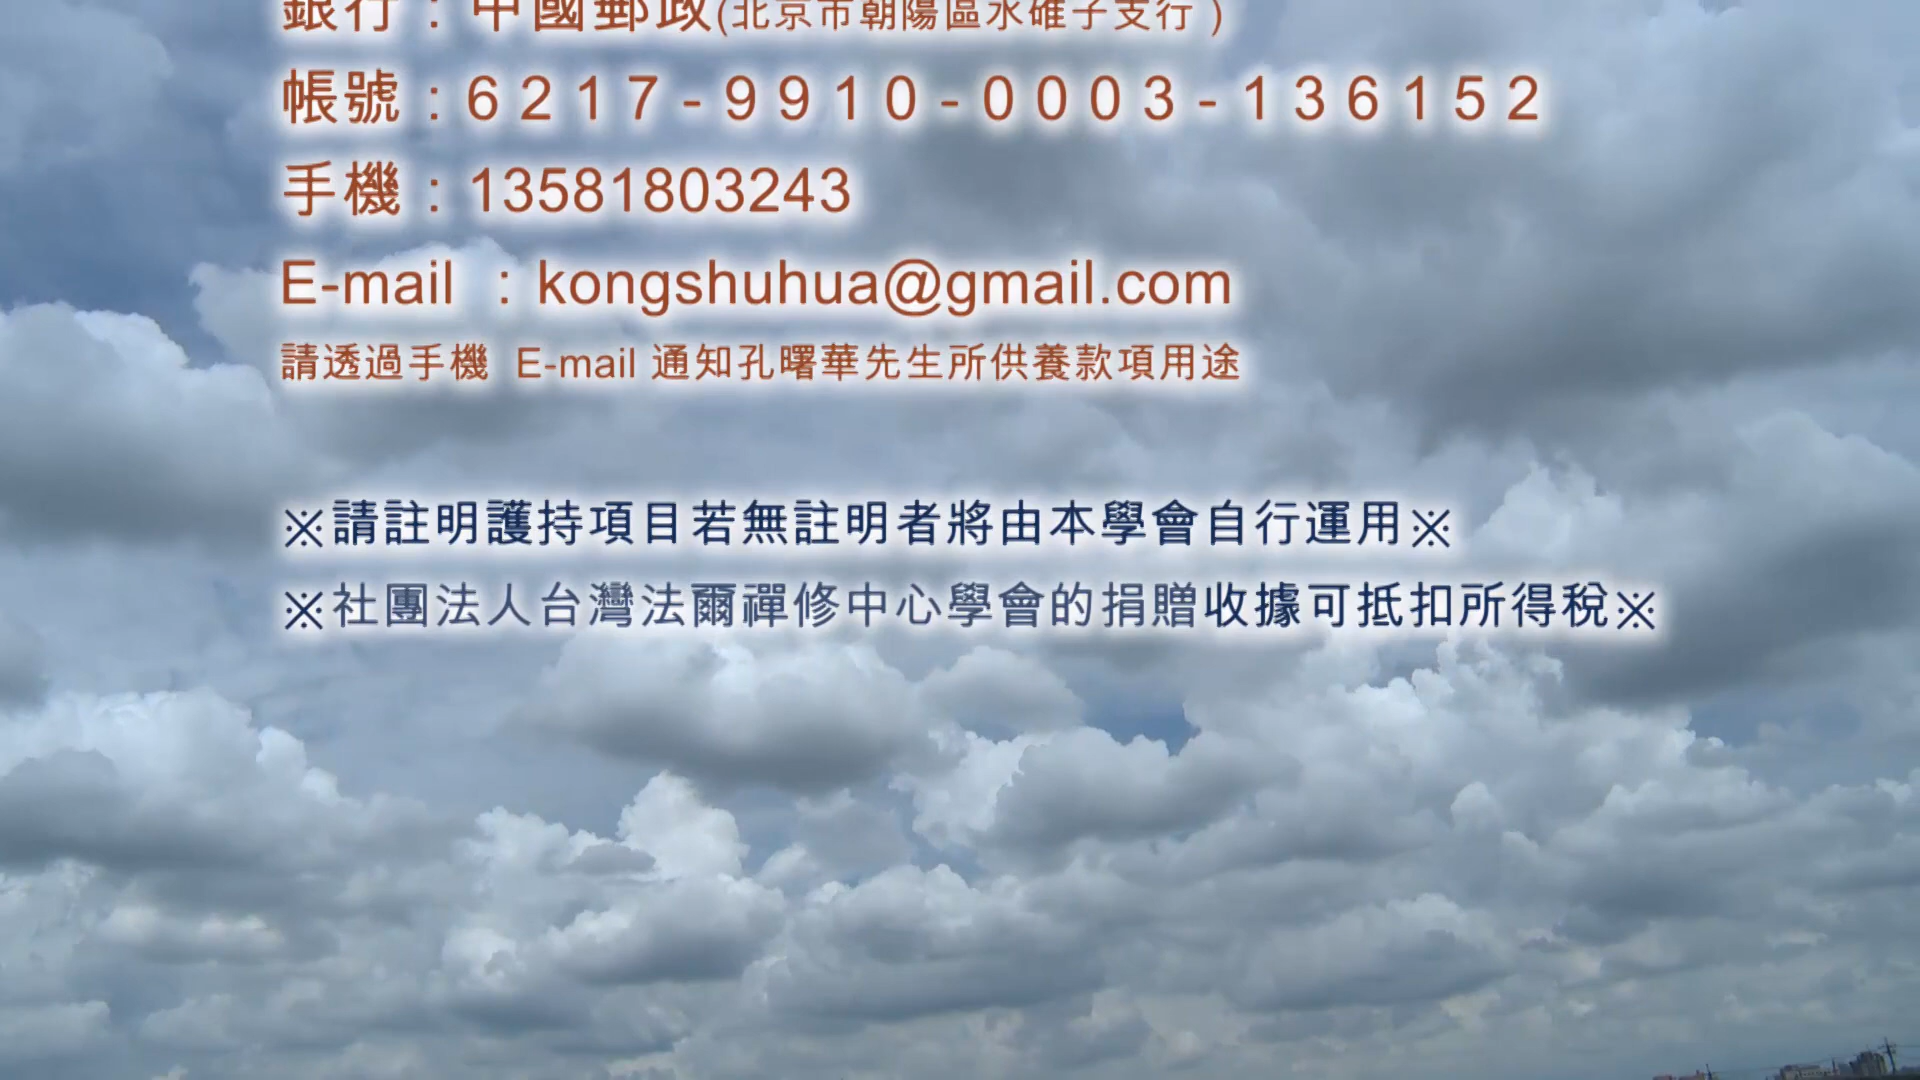 銀行：中國郵政(北京市朝陽區水碓子支行)
帳號：6217-9910-0003-136152
手機：13581803243
E-mail ：kongshuhua@gmail.com
請透過手機 E-mail 通知孔曙華先生所供養款項用途
※請註明護持項目若無註明者將由本學會自行運用※
※社團法人台灣法爾禪修中心學會的捐贈收據可抵扣所得稅※